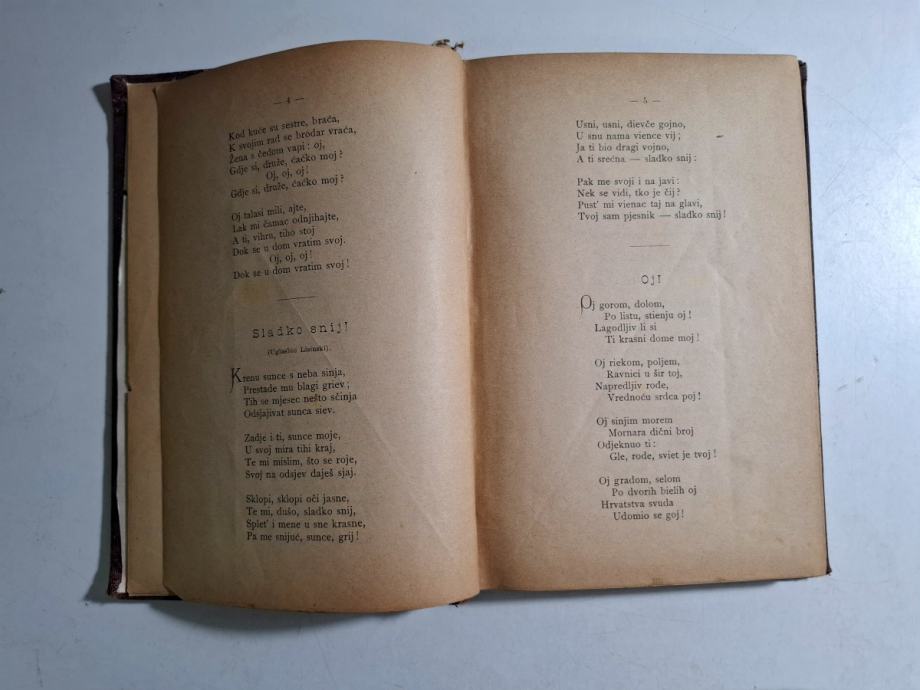 — 4 —
Kod kuće su sestre, braća,
K svojim rad se brodar vraća,
Žena s čedom vapi: oj,
Gdje si, druže, ćaćko moj?
Oj, oj, oj!
Gdje si, druže, ćaćko moj?
Oj talasi mili, ajte,
Lak mi čamac odnjihajte,
A ti, vihru, tiho stoj
Dok se u dom vratim svoj.
Oj, oj, oj!
Dok se u dom vratim svoj!
Sladko snij!
(Uglasbio Lisinski).
Krenu sunce s neba sinja,
Prestade mu blagi griev;
Tih se mjesec nešto sčinja
Odsjajivat sunca siev.
Zadje i ti, sunce moje,
U svoj mira tihi kraj,
Te mi mislim, što se roje,
Svoj na odsjev daješ sjaj.
Sklopi, sklopi oči jasne,
Te mi, dušo, sladko snij,
Splet' i mene u sne krasne,
Pa me snijuć, sunce, grij!
— 5 —
Usni, usni, dievče gojno,
U snu nama vience vij;
Ja ti bio dragi vojno,
A ti srećna — sladko snij:
Pak me svoji i na javi:
Nek se vidi, tko je čij?
Pust' mi vienac taj na glavi,
Tvoj sam pjesnik — sladko snij!
Oj!
Oj gorom, dolom,
Po listu, stienju oj!
Lagodljiv li si
Ti krašni dome moj!
Oj riekom, poljem,
Ravnici u šir toj,
Napredljiv rode,
Vrednoću srdca poj!
Oj sinjim morem
Mornara dični broj
Odjeknuo ti:
Gle, rode, sviet je tvoj!
Oj gradom, selom
Po dvorih bielih oj
Hrvatstva svuda
Udomio se goj!